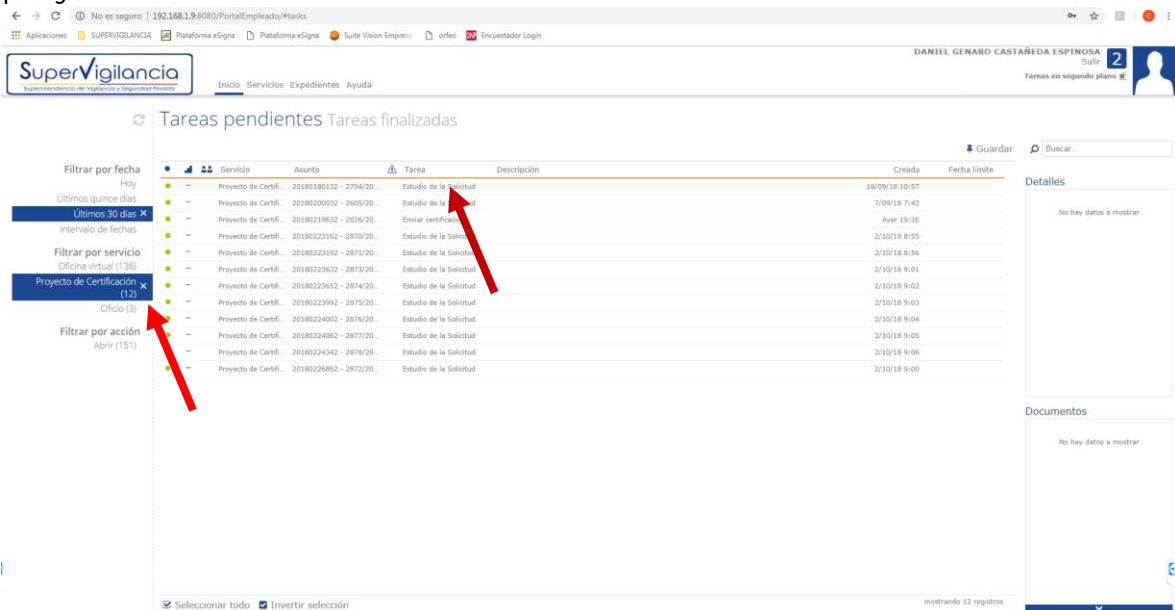 No es seguro | 192.168.1.9:8080/PortalEmpleado/#tasks
Aplicaciones SUPERVIGILANCIA Plataforma eSigna Plataforma eSigna Suite Vision Empres orfeo Encuestador Login
DANIEL GENARO CASTAÑEDA ESPINOSA
Salir 2
Tareas en segundo plano
SuperVigilancia
Superintendencia de Vigilancia y Seguridad Privada
Inicio Servicios Expedientes Ayuda
Tareas pendientes Tareas finalizadas
Guardar Buscar...
Filtrar por fecha
Hoy
Últimos quince días
Últimos 30 días ×
Intervalo de fechas
Filtrar por servicio
Oficina virtual (136)
Proyecto de Certificación (12) ×
Oficio (3)
Filtrar por acción
Abrir (151)
Servicio Asunto Tarea Descripción Creada Fecha límite
Proyecto de Certifi... 20180180132 - 2704/20... Estudio de la Solicitud 18/09/18 10:57
Proyecto de Certifi... 20180200032 - 2605/20... Estudio de la Solicitud 7/09/18 7:42
Proyecto de Certifi... 20180219632 - 2826/20... Enviar certificació Ayer 19:26
Proyecto de Certifi... 20180223162 - 2870/20... Estudio de la Solicitud 2/10/18 8:55
Proyecto de Certifi... 20180223192 - 2871/20... Estudio de la Solicitud 2/10/18 8:56
Proyecto de Certifi... 20180223632 - 2873/20... Estudio de la Solicitud 2/10/18 9:01
Proyecto de Certifi... 20180223652 - 2874/20... Estudio de la Solicitud 2/10/18 9:02
Proyecto de Certifi... 20180223992 - 2875/20... Estudio de la Solicitud 2/10/18 9:03
Proyecto de Certifi... 20180224002 - 2876/20... Estudio de la Solicitud 2/10/18 9:04
Proyecto de Certifi... 20180224062 - 2877/20... Estudio de la Solicitud 2/10/18 9:05
Proyecto de Certifi... 20180224342 - 2878/20... Estudio de la Solicitud 2/10/18 9:06
Proyecto de Certifi... 20180226862 - 2872/20... Estudio de la Solicitud 2/10/18 9:00
Detalles
No hay datos a mostrar
Documentos
No hay datos a mostrar
Seleccionar todo Invertir selección
mostrando 12 registros